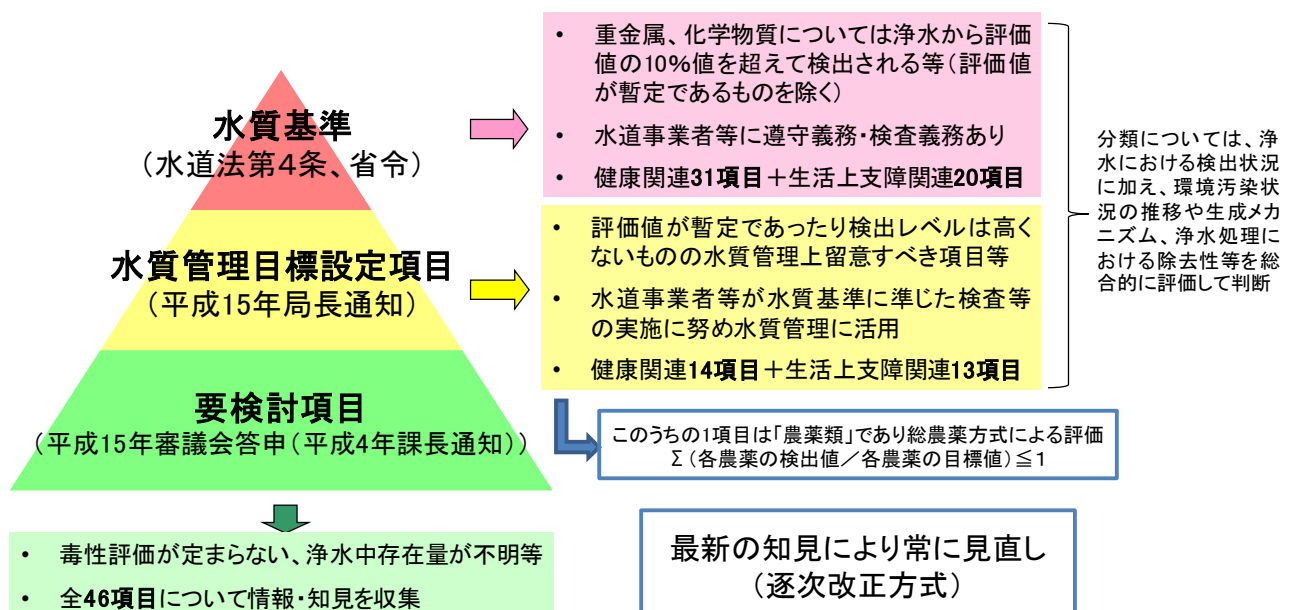 水質基準
（水道法第４条、省令）
水質管理目標設定項目
（平成15年局長通知）
要検討項目
（平成15年審議会答申（平成４年課長通知））
• 重金属、化学物質については浄水から評価
値の10％値を超えて検出される等（評価値
が暫定であるものを除く）
• 水道事業者等に遵守義務・検査義務あり
• 健康関連31項目＋生活上支障関連20項目
• 評価値が暫定であったり検出レベルは高く
ないものの水質管理上留意すべき項目等
• 水道事業者等が水質基準に準じた検査等
の実施に努め水質管理に活用
• 健康関連14項目＋生活上支障関連13項目
分類については、浄
水における検出状況
に加え、環境汚染状
況の推移や生成メカ
ニズム、浄水処理に
おける除去性等を総
合的に評価して判断
このうちの１項目は「農薬類」であり総農薬方式による評価
Σ（各農薬の検出値／各農薬の目標値）≦１
• 毒性評価が定まらない、浄水中存在量が不明等
• 全46項目について情報・知見を収集
最新の知見により常に見直し
（逐次改正方式）